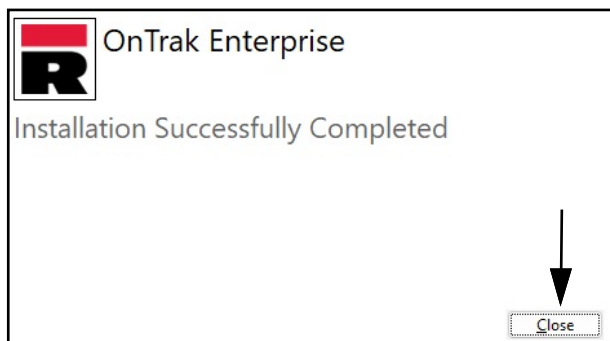 R
OnTrak Enterprise
Installation Successfully Completed
Close